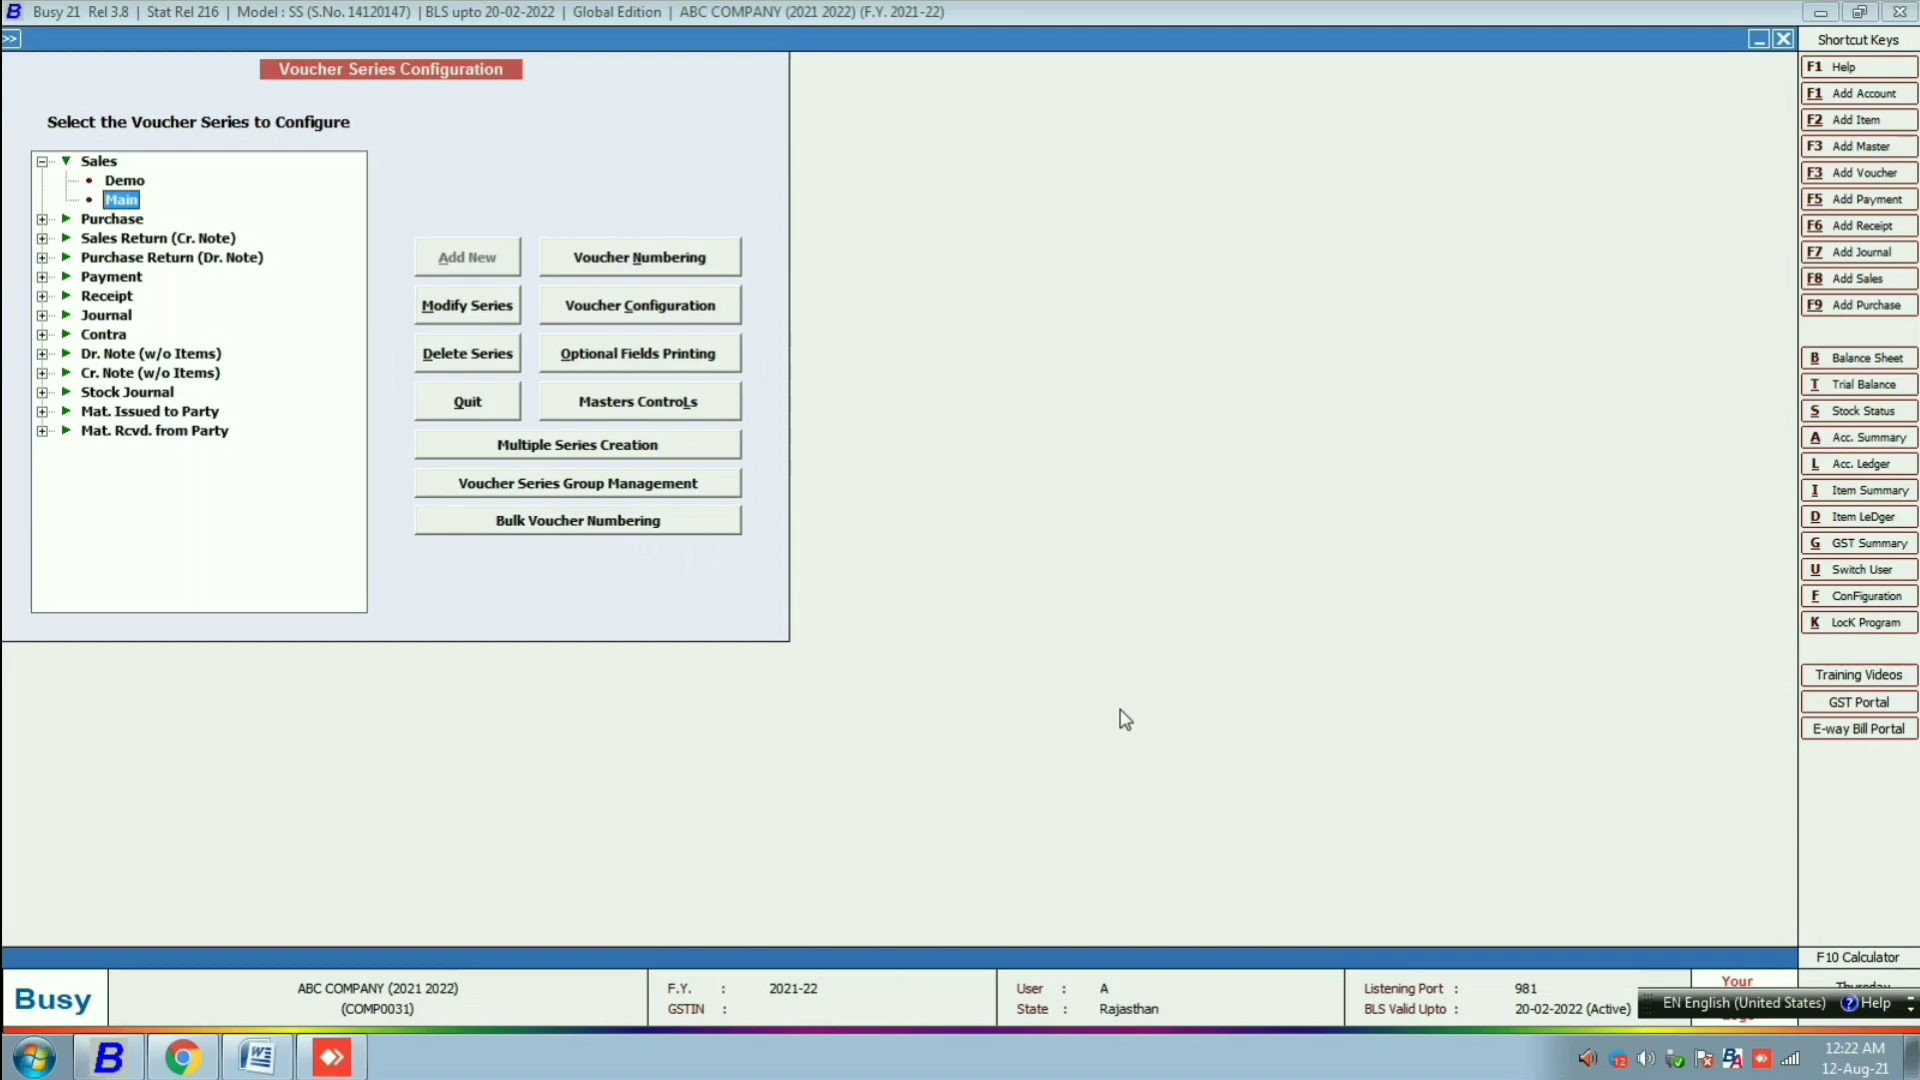 B Busy 21 Rel 3.8 | Stat Rel 216 | Model : SS (S.No. 14120147) | BLS upto 20-02-2022 | Global Edition | ABC COMPANY (2021 2022) (F.Y. 2021-22)
>>
Voucher Series Configuration
Select the Voucher Series to Configure
Sales
Demo
Main
Purchase
Sales Return (Cr. Note)
Purchase Return (Dr. Note)
Payment
Receipt
Journal
Contra
Dr. Note (w/o Items)
Cr. Note (w/o Items)
Stock Journal
Mat. Issued to Party
Mat. Rcvd. from Party
Add New
Voucher Numbering
Modify Series
Voucher Configuration
Delete Series
Optional Fields Printing
Quit
Masters ControLs
Multiple Series Creation
Voucher Series Group Management
Bulk Voucher Numbering
Shortcut Keys
F1 Help
F1 Add Account
F2 Add Item
F3 Add Master
F3 Add Voucher
F5 Add Payment
F6 Add Receipt
F7 Add Journal
F8 Add Sales
F9 Add Purchase
B Balance Sheet
T Trial Balance
S Stock Status
A Acc. Summary
L Acc. Ledger
I Item Summary
D Item LeDger
G GST Summary
U Switch User
F ConFiguration
K LocK Program
Training Videos
GST Portal
E-way Bill Portal
F10 Calculator
Busy
ABC COMPANY (2021 2022)
(COMP0031)
F.Y. : 2021-22
GSTIN :
User : A
State : Rajasthan
Listening Port : 981
BLS Valid Upto : 20-02-2022 (Active)
Your
EN English (United States) Help
B
12
12:22 AM
12-Aug-21